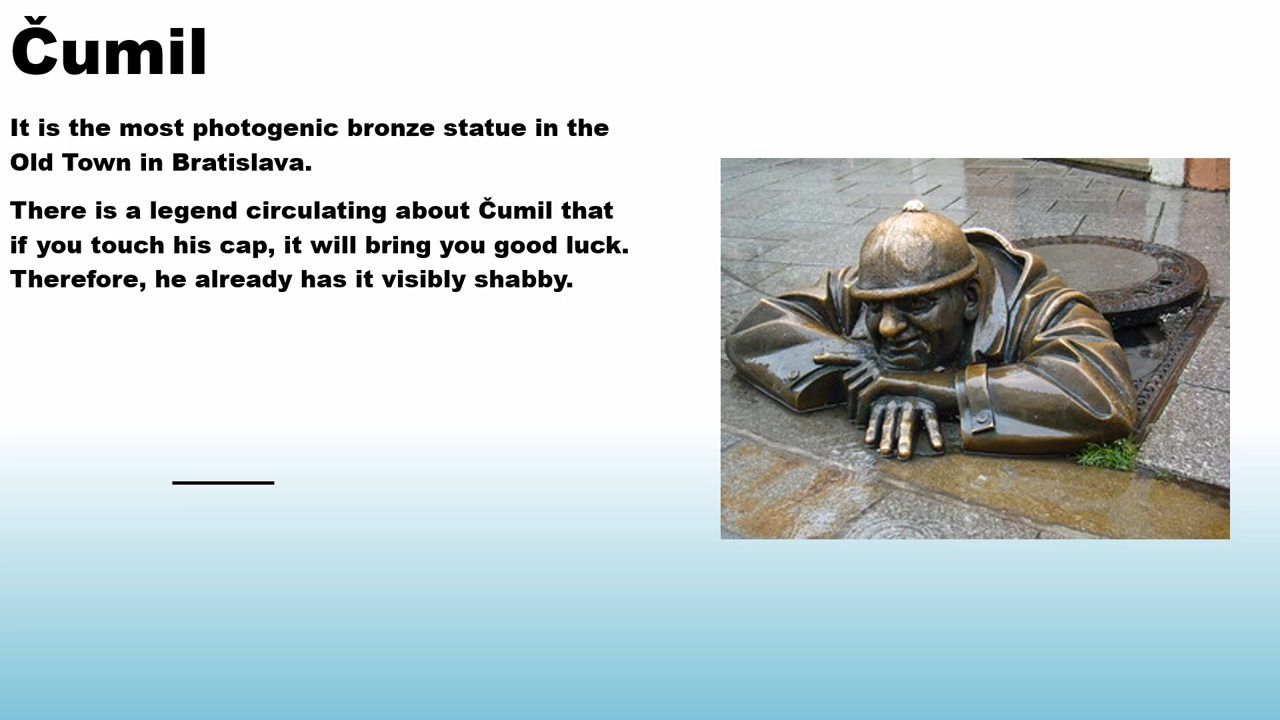 Čumil
It is the most photogenic bronze statue in the
Old Town in Bratislava.
There is a legend circulating about Čumil that
if you touch his cap, it will bring you good luck.
Therefore, he already has it visibly shabby.